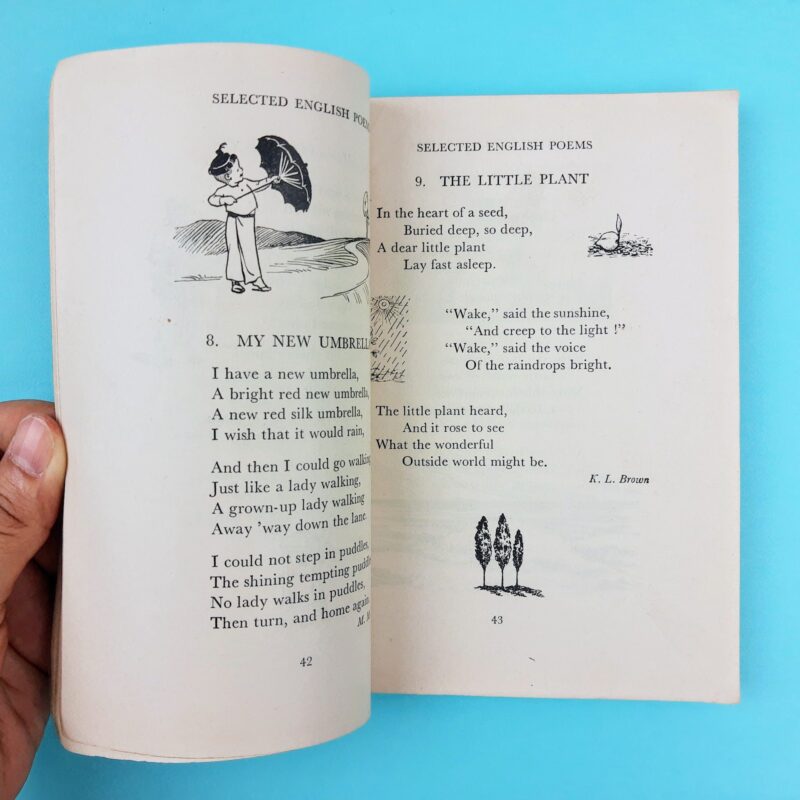 SELECTED ENGLISH
8. MY NEW
I have a new umbrella,
A bright red new umbrella,
A new red silk umbrella,
I wish that it would rain,
And then I could go walking
Just like a lady walking,
A grown-up lady walking
Away 'way down the lane.
I could not step in puddles,
The shining tempting
No lady walks in puddles,
Then turn, and home again.
M.
42
SELECTED ENGLISH POEMS
9. THE LITTLE PLANT
In the heart of a seed,
Buried deep, so deep,
A dear little plant
Lay fast asleep.
"Wake," said the sunshine,
"And creep to the light !"
"Wake," said the voice
Of the raindrops bright.
The little plant heard,
And it rose to see
What the wonderful
Outside world might be.
K. L. Brown
43